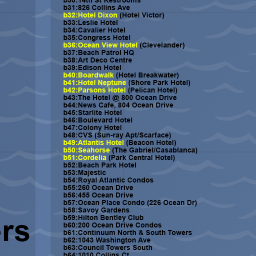 b30:14th St Restrooms
b31:826 Collins Ave
b32:Hotel Dixon (Hotel Victor)
b33:Leslie Hotel
b34:Cavalier Hotel
b35:Congress Hotel
b36:Ocean View Hotel (Clevelander)
b37:Beach Patrol HQ
b38:Art Deco Centre
b39:Edison Hotel
b40:Boardwalk (Hotel Breakwater)
b41:Hotel Neptune (Shore Park Hotel)
b42:Parsons Hotel (Pelican Hotel)
b43:The Hotel @ 800 Ocean Drive
b44:News Cafe, 804 Ocean Drive
b45:Starlite Hotel
b46:Boulevard Hotel
b47:Colony Hotel
b48:CVS (Sun-ray Apt/Scarface)
b49:Atlantis Hotel (Beacon Hotel)
b50:Seahorse (The Gabriel/Casablanca)
b51:Cordelia (Park Central Hotel)
b52:Beach Park Hotel
b53:Majestic
b54:Royal Atlantic Condos
b55:260 Ocean Drive
b56:455 Ocean Drive
b57:Ocean Place Condo (226 Ocean Dr)
b58:Savoy Gardens
b59:Hilton Bentley Club
b60:200 Ocean Drive Condos
b61:Continuum North & South Towers
b62:1043 Washington Ave
b63:Council Towers South
b64:1010 Collins Ct
ers